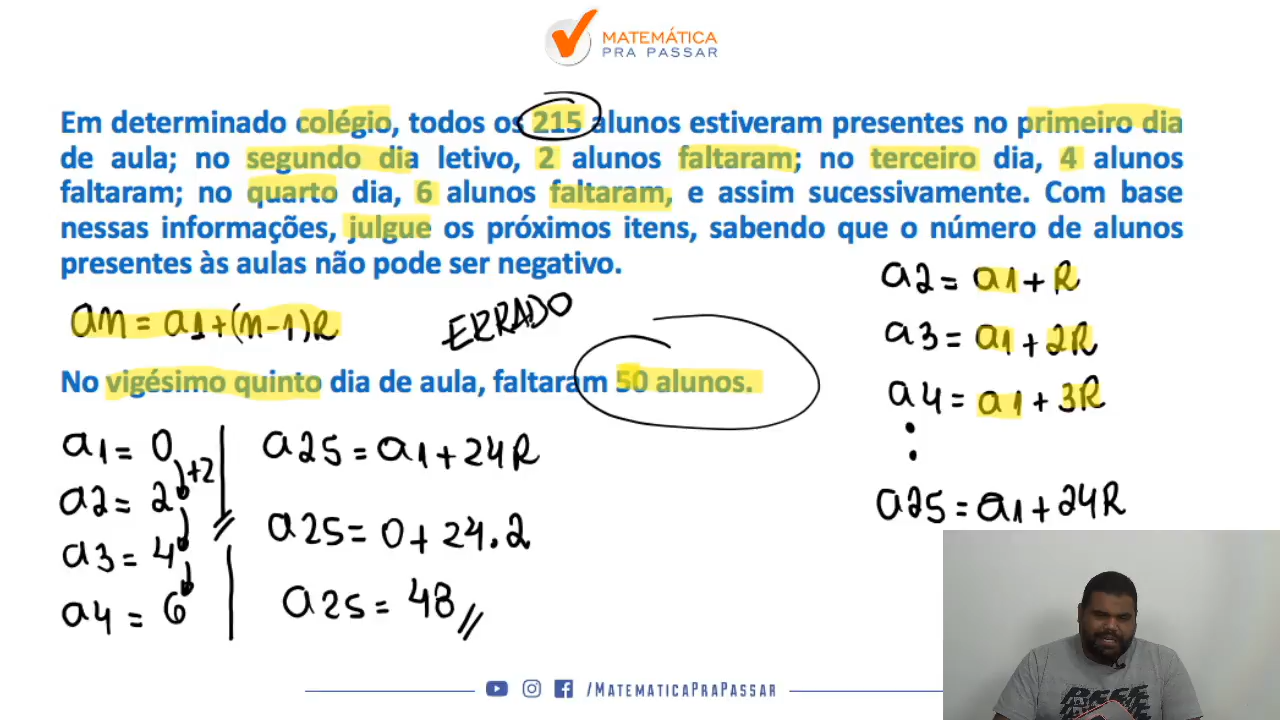 MATEMÁTICA
PRA PASSAR
Em determinado colégio, todos os 215 alunos estiveram presentes no primeiro dia
de aula; no segundo dia letivo, 2 alunos faltaram; no terceiro dia, 4 alunos
faltaram; no quarto dia, 6 alunos faltaram, e assim sucessivamente. Com base
nessas informações, julgue os próximos itens, sabendo que o número de alunos
presentes às aulas não pode ser negativo.
an = a1+(n-1)R
ERRADO
No vigésimo quinto dia de aula, faltaram 50 alunos.
a1 = 0
+2
a2 = 2
a3 = 4
a4 = 6
a25 = a1 + 24R
a25 = 0 + 24.2
a25 = 48
a2 = a1 + R
a3 = a1 + 2R
a4 = a1 + 3R
a25 = a1 + 24R
/MatematicaPraPassar